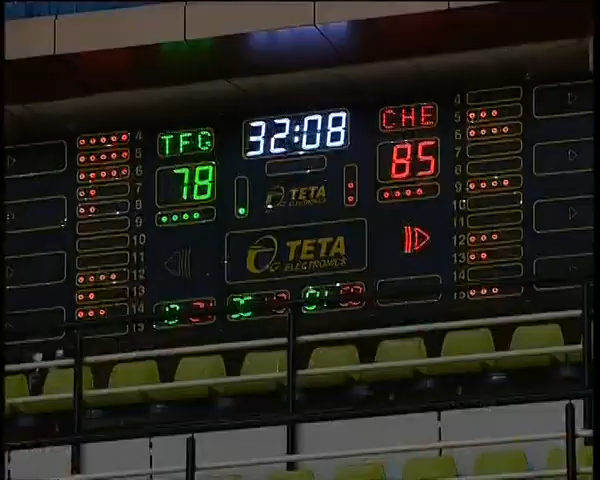 TFG 32:08 CHE
78 85
TETA
ELECTRONICS
TETA
ELECTRONICS
4 4
5 5
6 6
7 7
8 8
9 9
10 10
11 11
12 12
13 13
14 14
15 15